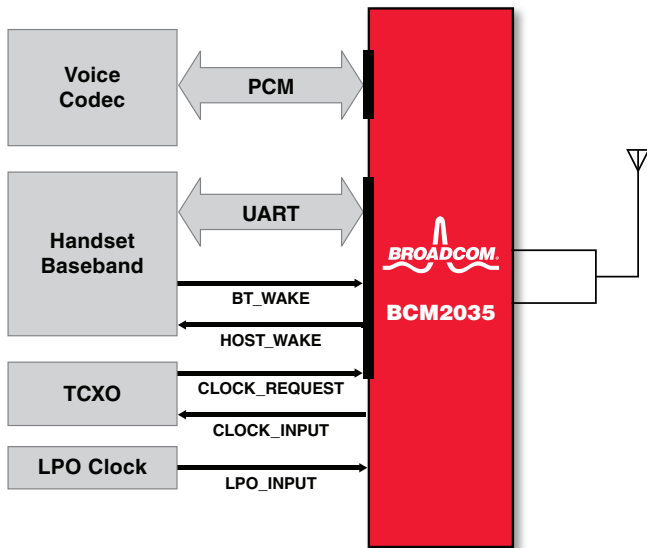 Voice
Codec
PCM
UART
Handset
Baseband
BT_WAKE
HOST_WAKE
TCXO
CLOCK_REQUEST
CLOCK_INPUT
LPO Clock
LPO_INPUT
BROADCOM®
BCM2035